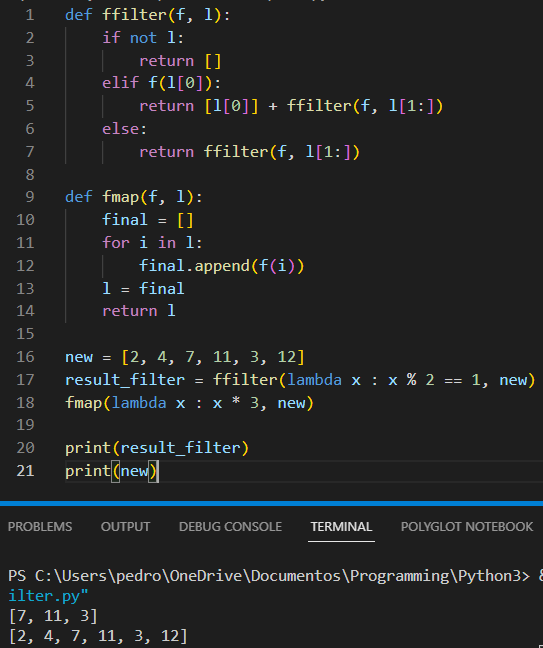 1 def ffilter(f, l):
2     if not l:
3         return []
4     elif f(l[0]):
5         return [l[0]] + ffilter(f, l[1:])
6     else:
7         return ffilter(f, l[1:])
8
9 def fmap(f, l):
10     final = []
11     for i in l:
12         final.append(f(i))
13     l = final
14     return l
15
16 new = [2, 4, 7, 11, 3, 12]
17 result_filter = ffilter(lambda x : x % 2 == 1, new)
18 fmap(lambda x : x * 3, new)
19
20 print(result_filter)
21 print(new)
PROBLEMS OUTPUT DEBUG CONSOLE TERMINAL POLYGLOT NOTEBOOK
PS C:\Users\pedro\OneDrive\Documentos\Programming\Python3> &
ilter.py"
[7, 11, 3]
[2, 4, 7, 11, 3, 12]